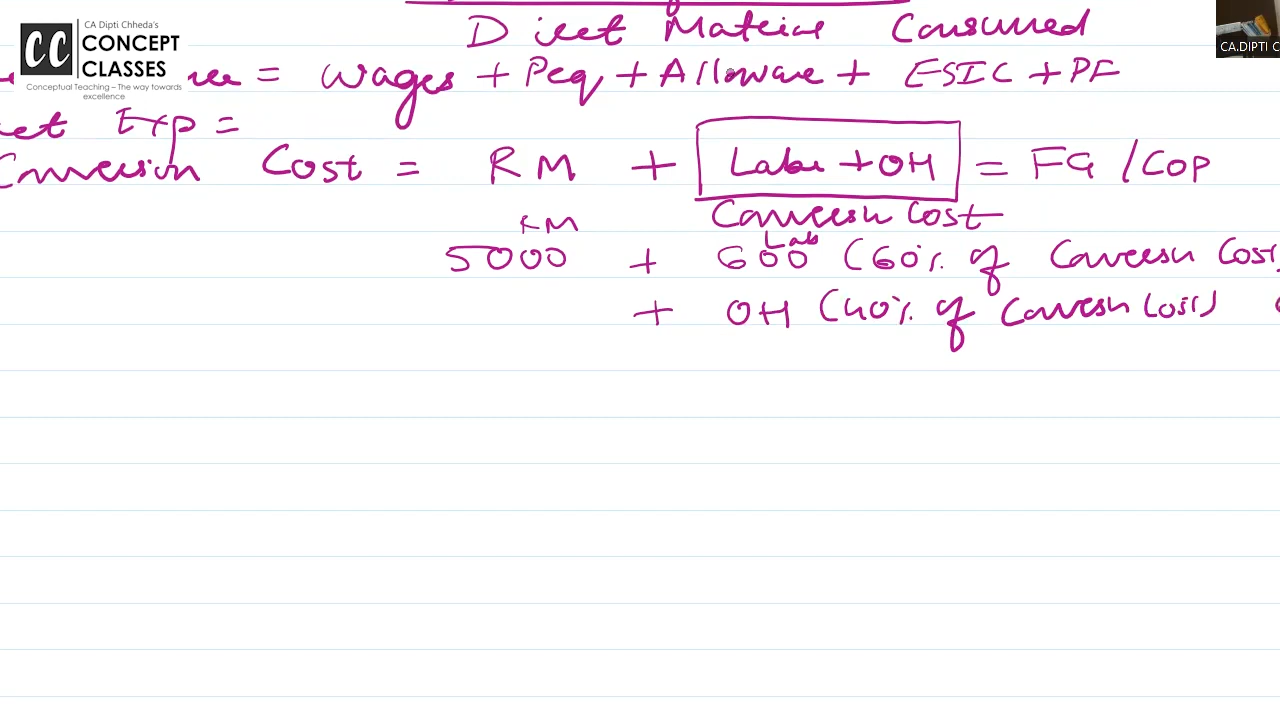 CA Dipti Chheda's
CC CONCEPT
CLASSES
Conceptual Teaching – The way towards
excellence
CA.DIPTI C
Direct Material Consumed
= Wages + Perq + Allowance + ESIC + PF
Exp =
Conversion Cost = RM + Labour + OH = FG / COP
Conversion Cost
RM Lab
5000 + 600 (60% of Conversion Cost)
+ OH (40% of Conversion Cost)